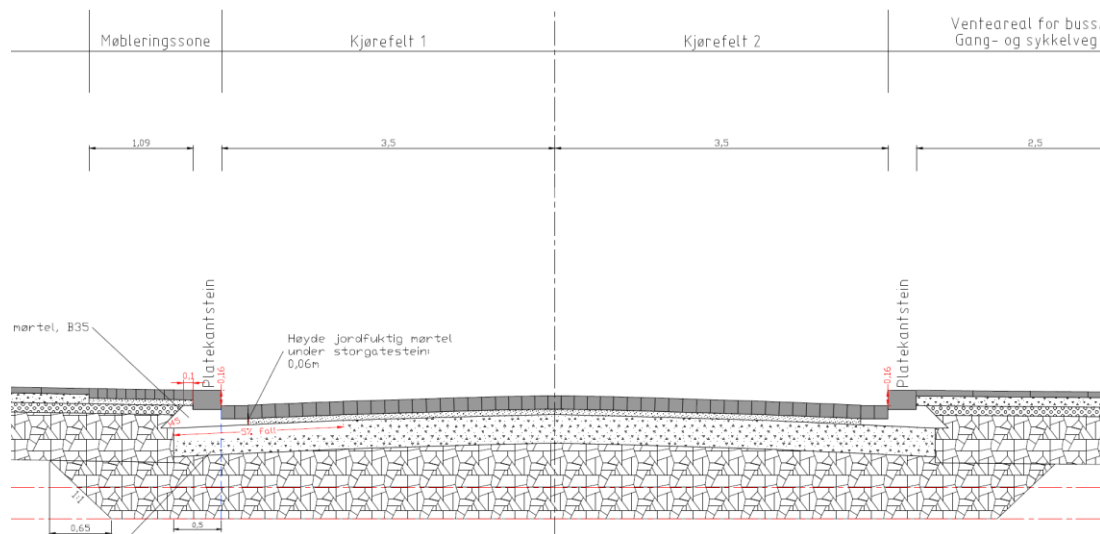 Møbleringssone
Kjørefelt 1
Kjørefelt 2
Venteareal for buss.
Gang- og sykkelveg
1,09
3,5
3,5
2,5
Platekantstein
Platekantstein
mørtel, B35
Høyde jordfuktig mørtel
under storgatestein:
0,06m
0,1
0,16
0,16
5% fall
1:1
0,65
0,5